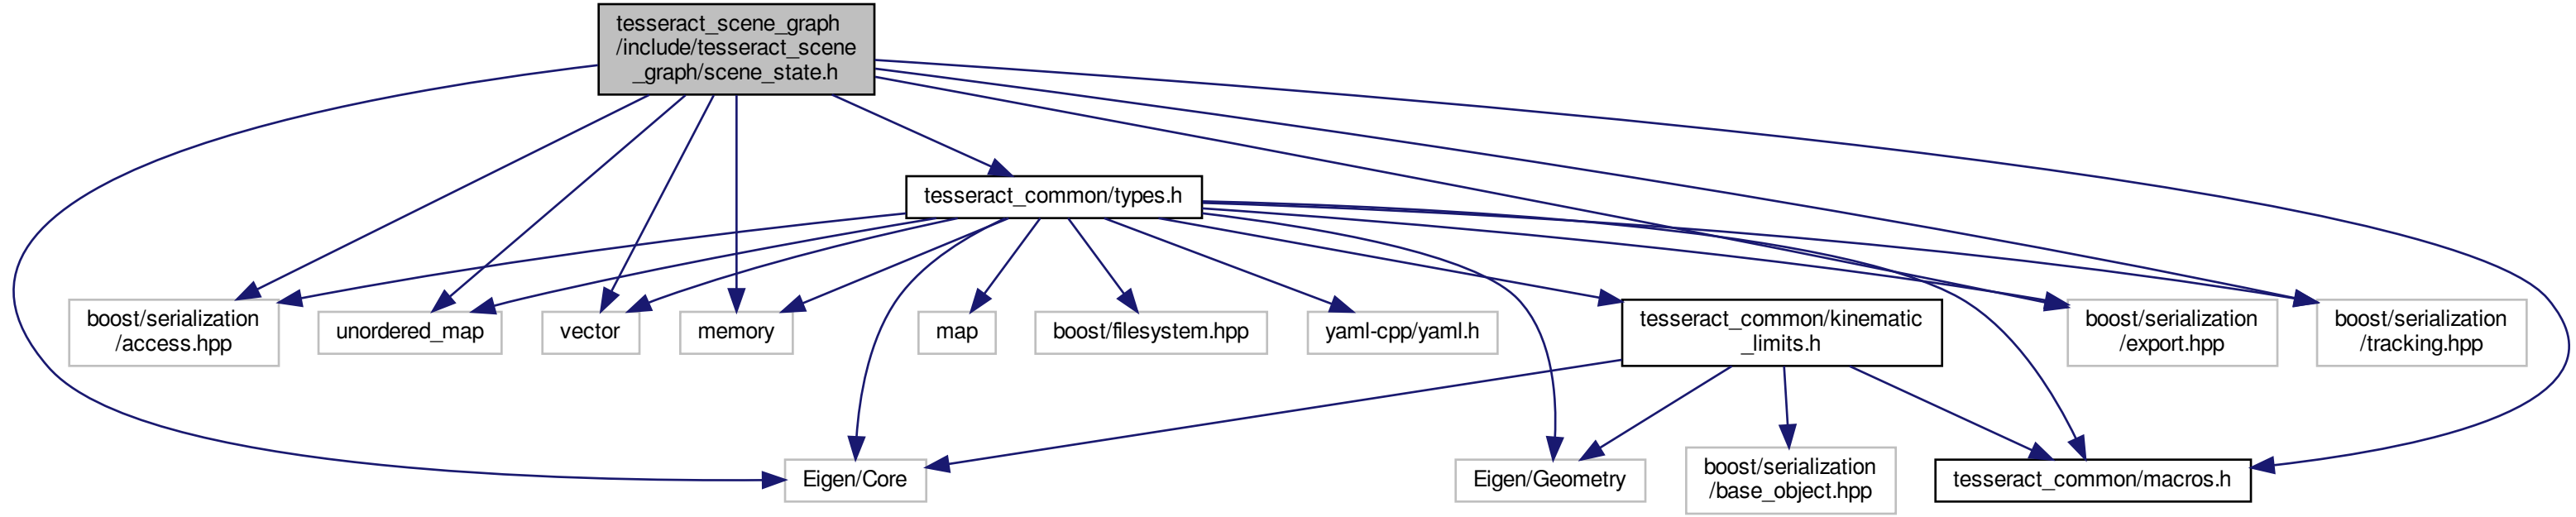 tesseract_scene_graph
/include/tesseract_scene
_graph/scene_state.h
tesseract_common/types.h
boost/serialization
/access.hpp
unordered_map
vector
memory
map
boost/filesystem.hpp
yaml-cpp/yaml.h
tesseract_common/kinematic
_limits.h
boost/serialization
/export.hpp
boost/serialization
/tracking.hpp
Eigen/Core
Eigen/Geometry
boost/serialization
/base_object.hpp
tesseract_common/macros.h